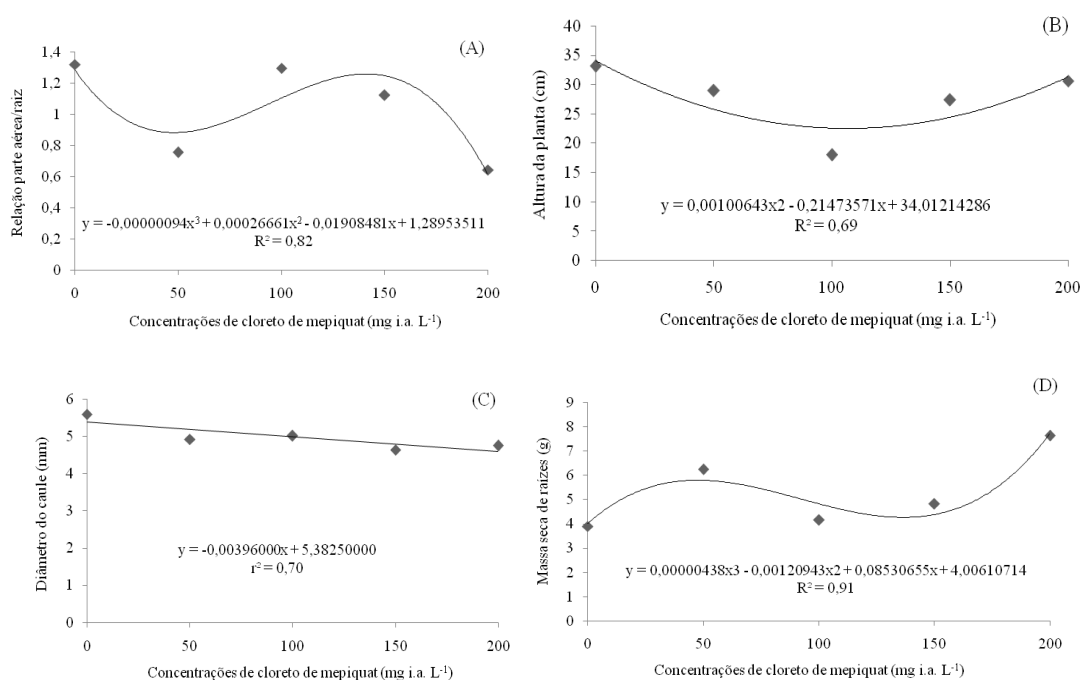 (A)
Relação parte aérea/raiz
1,4
1,2
1
0,8
0,6
0,4
0,2
0
y = -0,00000094x³ + 0,00026661x² - 0,01908481x + 1,28953511
R² = 0,82
0 50 100 150 200
Concentrações de cloreto de mepiquat (mg i.a. L⁻¹)
(B)
Altura da planta (cm)
40
35
30
25
20
15
10
5
0
y = 0,00100643x2 - 0,21473571x + 34,01214286
R² = 0,69
0 50 100 150 200
Concentrações de cloreto de mepiquat (mg i.a. L⁻¹)
(C)
Diâmetro do caule (mm)
6
5
4
3
2
1
0
y = -0,00396000x + 5,38250000
r² = 0,70
0 50 100 150 200
Concentrações de cloreto de mepiquat (mg i.a. L⁻¹)
(D)
Massa seca de raízes (g)
9
8
7
6
5
4
3
2
1
0
y = 0,00000438x3 - 0,00120943x2 + 0,08530655x + 4,00610714
R² = 0,91
0 50 100 150 200
Concentrações de cloreto de mepiquat (mg i.a. L⁻¹)